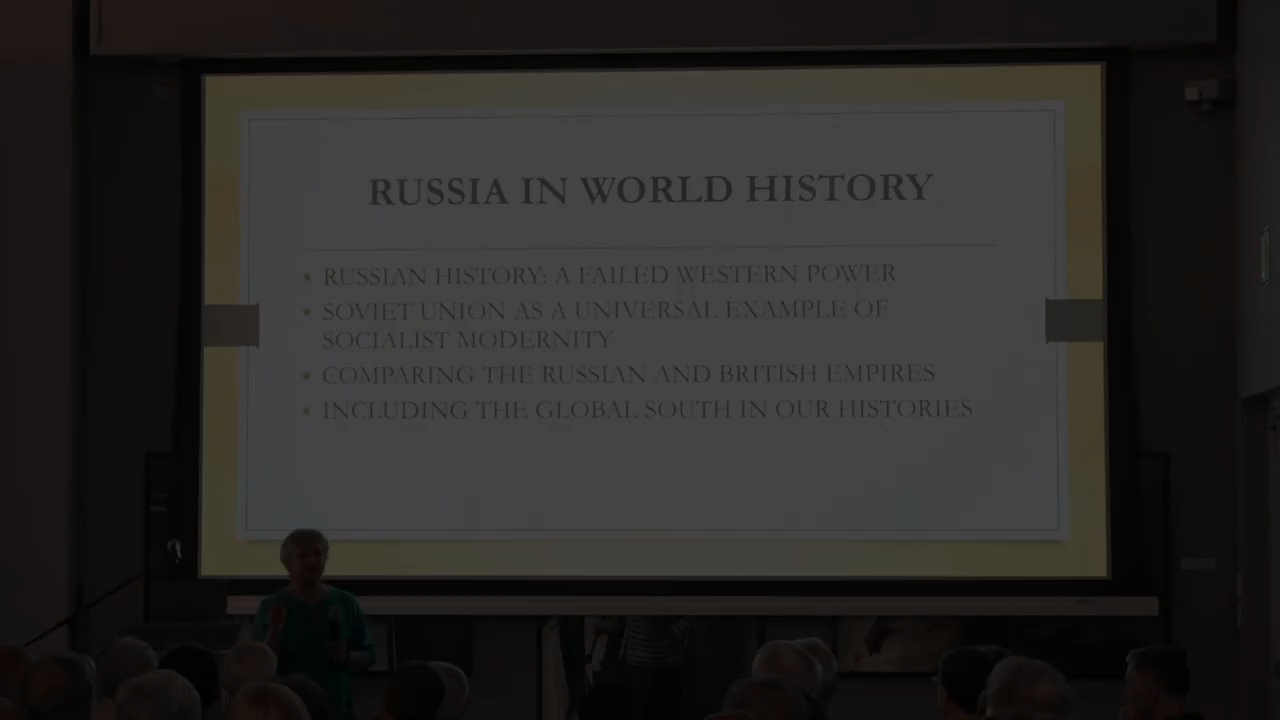 RUSSIA IN WORLD HISTORY
• RUSSIAN HISTORY: A FAILED WESTERN POWER
• SOVIET UNION AS A UNIVERSAL EXAMPLE OF
SOCIALIST MODERNITY
• COMPARING THE RUSSIAN AND BRITISH EMPIRES
• INCLUDING THE GLOBAL SOUTH IN OUR HISTORIES